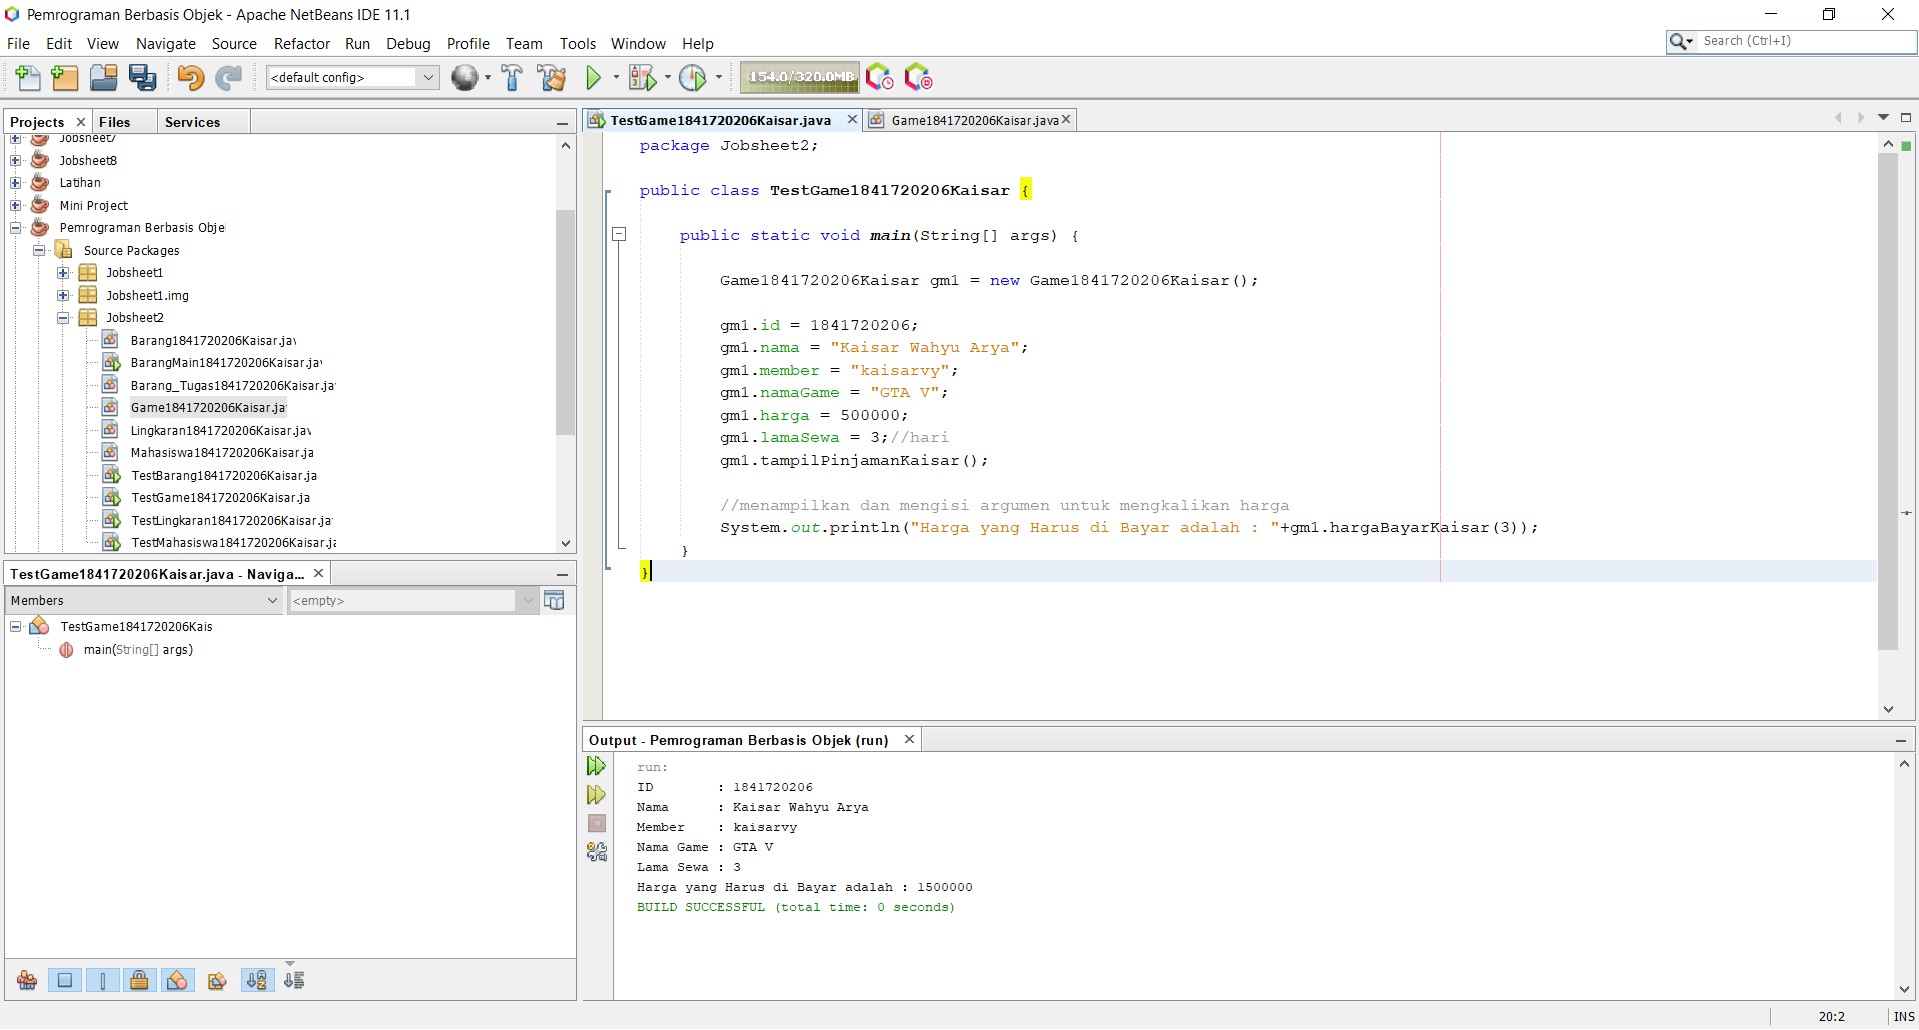 Pemrograman Berbasis Objek - Apache NetBeans IDE 11.1
File Edit View Navigate Source Refactor Run Debug Profile Team Tools Window Help
Search (Ctrl+I)
<default config>
154.0/320.0MB
Projects Files Services
Jobsheet7
Jobsheet8
Latihan
Mini Project
Pemrograman Berbasis Obje
Source Packages
Jobsheet1
Jobsheet1.img
Jobsheet2
Barang1841720206Kaisar.jav
BarangMain1841720206Kaisar.jav
Barang_Tugas1841720206Kaisar.ja
Game1841720206Kaisar.ja
Lingkaran1841720206Kaisar.jav
Mahasiswa1841720206Kaisar.ja
TestBarang1841720206Kaisar.ja
TestGame1841720206Kaisar.ja
TestLingkaran1841720206Kaisar.ja
TestMahasiswa1841720206Kaisar.ja
TestGame1841720206Kaisar.java - Naviga...
Members <empty>
TestGame1841720206Kais
main(String[] args)
TestGame1841720206Kaisar.java Game1841720206Kaisar.java
package Jobsheet2;
public class TestGame1841720206Kaisar {
public static void main(String[] args) {
Game1841720206Kaisar gm1 = new Game1841720206Kaisar();
gm1.id = 1841720206;
gm1.nama = "Kaisar Wahyu Arya";
gm1.member = "kaisarvy";
gm1.namaGame = "GTA V";
gm1.harga = 500000;
gm1.lamaSewa = 3;//hari
gm1.tampilPinjamanKaisar();
//menampilkan dan mengisi argumen untuk mengkalikan harga
System.out.println("Harga yang Harus di Bayar adalah : "+gm1.hargaBayarKaisar(3));
}
}
Output - Pemrograman Berbasis Objek (run)
run:
ID : 1841720206
Nama : Kaisar Wahyu Arya
Member : kaisarvy
Nama Game : GTA V
Lama Sewa : 3
Harga yang Harus di Bayar adalah : 1500000
BUILD SUCCESSFUL (total time: 0 seconds)
20:2 INS